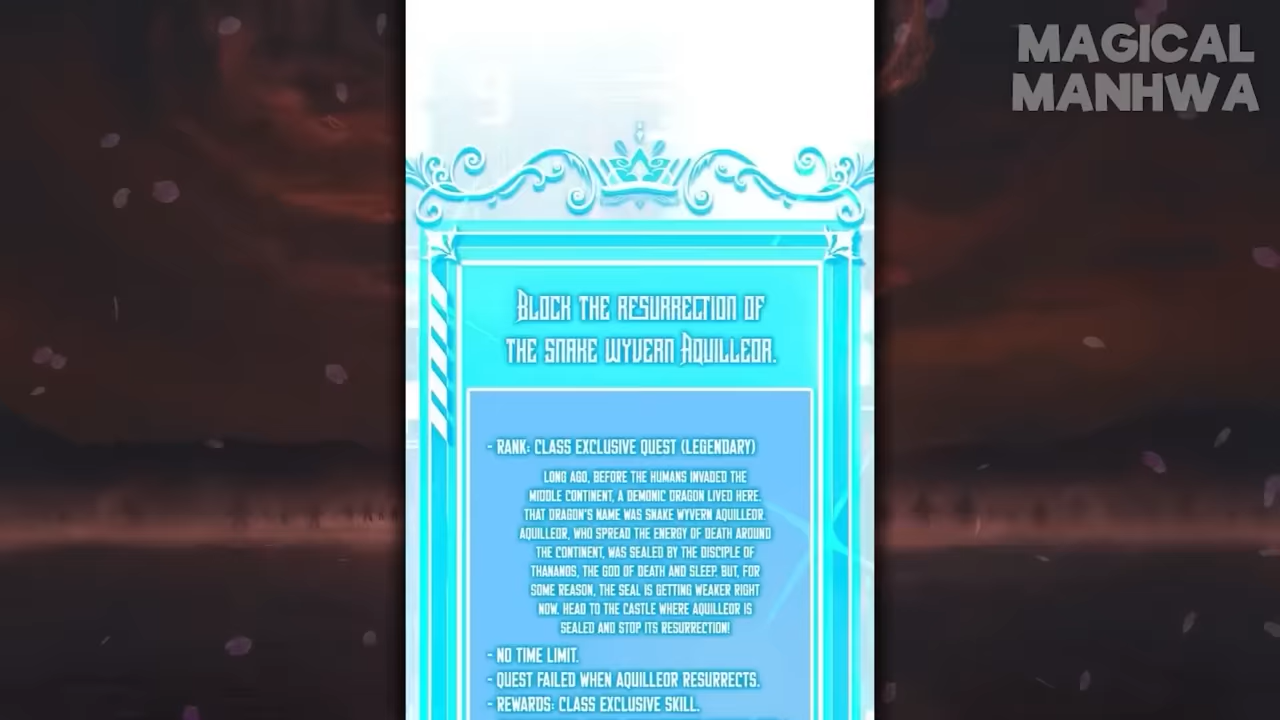 MAGICAL
MANHWA
BLOCK THE RESURRECTION OF
THE SNAKE WYVERN AQUILLEOR.
- RANK: CLASS EXCLUSIVE QUEST (LEGENDARY)
LONG AGO, BEFORE THE HUMANS INVADED THE
MIDDLE CONTINENT, A DEMONIC DRAGON LIVED HERE.
THAT DRAGON'S NAME WAS SNAKE WYVERN AQUILLEOR.
AQUILLEOR, WHO SPREAD THE ENERGY OF DEATH AROUND
THE CONTINENT, WAS SEALED BY THE DISCIPLE OF
THANANOS, THE GOD OF DEATH AND SLEEP. BUT, FOR
SOME REASON, THE SEAL IS GETTING WEAKER RIGHT
NOW. HEAD TO THE CASTLE WHERE AQUILLEOR IS
SEALED AND STOP ITS RESURRECTION!
- NO TIME LIMIT.
- QUEST FAILED WHEN AQUILLEOR RESURRECTS.
- REWARDS: CLASS EXCLUSIVE SKILL.